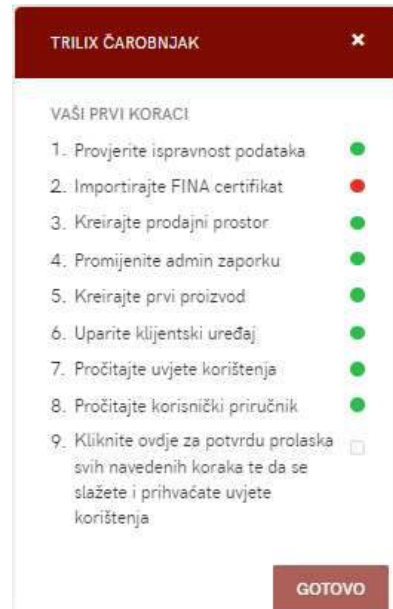 TRILIX ČAROBNJAK
VAŠI PRVI KORACI
1. Provjerite ispravnost podataka
2. Importirajte FINA certifikat
3. Kreirajte prodajni prostor
4. Promijenite admin zaporku
5. Kreirajte prvi proizvod
6. Uparite klijentski uređaj
7. Pročitajte uvjete korištenja
8. Pročitajte korisnički priručnik
9. Kliknite ovdje za potvrdu prolaska
svih navedenih koraka te da se
slažete i prihvaćate uvjete
korištenja
GOTOVO